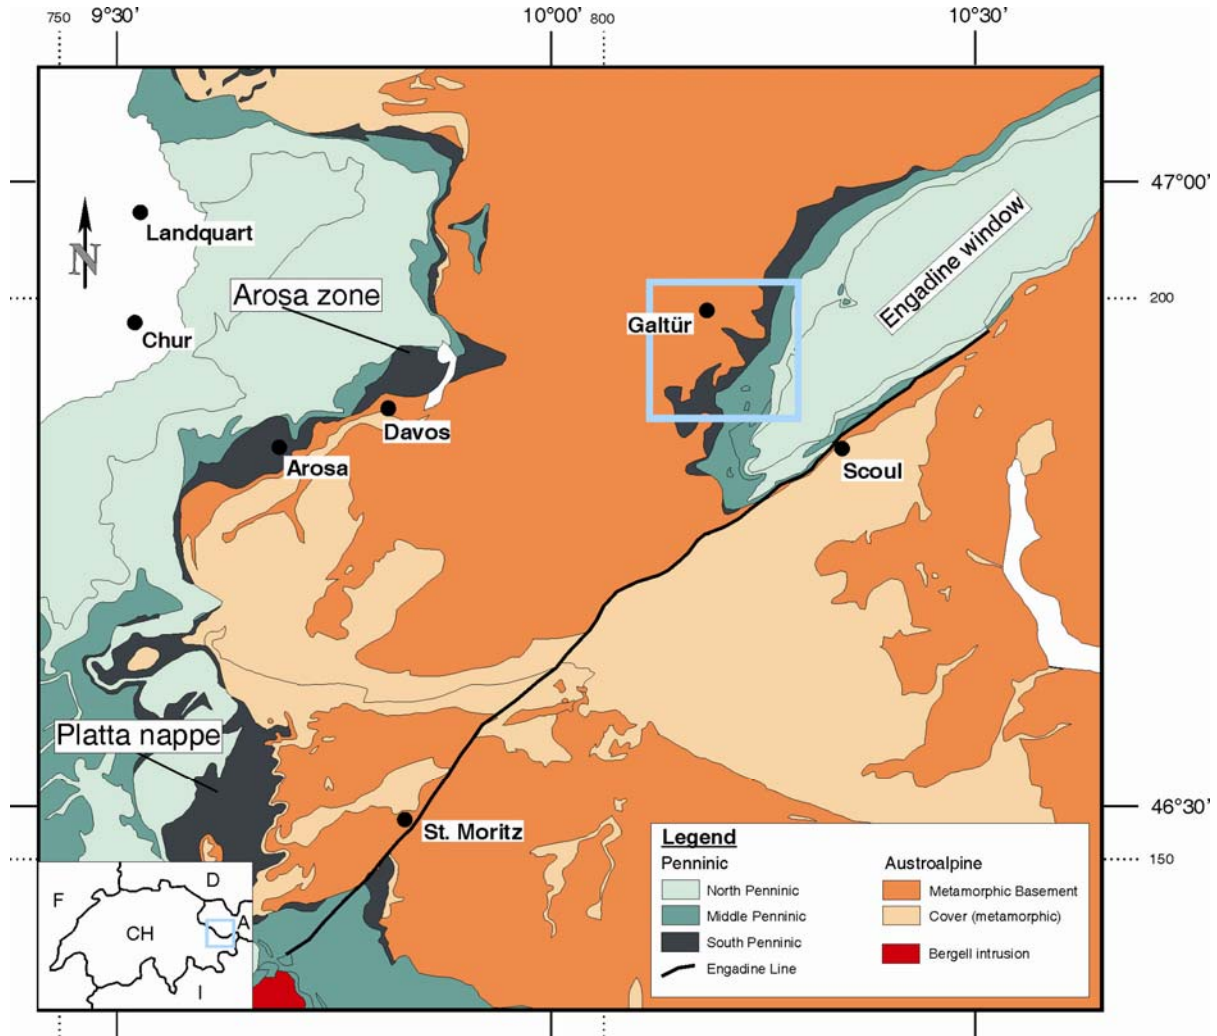 750 9°30' 10°00' 800 10°30'
47°00'
Landquart
N
Engadine window
Arosa zone
200
Galtür
Chur
Davos
Arosa
Scoul
Platta nappe
46°30'
St. Moritz
150
Legend
Penninic
North Penninic
Middle Penninic
South Penninic
Engadine Line
Austroalpine
Metamorphic Basement
Cover (metamorphic)
Bergell intrusion
D
F
A
CH
I